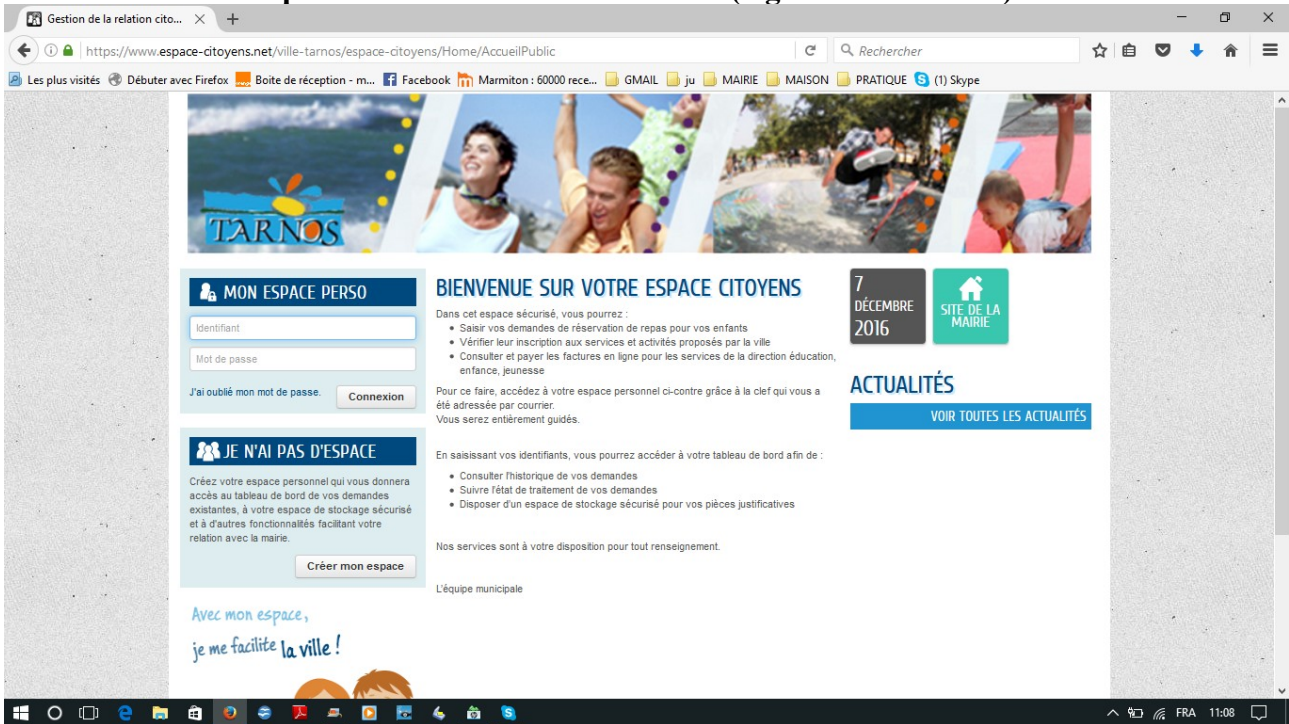 Gestion de la relation cito...
https://www.espace-citoyens.net/ville-tarnos/espace-citoyens/Home/AccueilPublic
Rechercher
Les plus visités
Débuter avec Firefox
Boite de réception - m...
Facebook
Marmiton : 60000 rece...
GMAIL
ju
MAIRIE
MAISON
PRATIQUE
(1) Skype
TARNOS
MON ESPACE PERSO
Identifiant
Mot de passe
J'ai oublié mon mot de passe.
Connexion
JE N'AI PAS D'ESPACE
Créez votre espace personnel qui vous donnera
accès au tableau de bord de vos demandes
existantes, à votre espace de stockage sécurisé
et à d'autres fonctionnalités facilitant votre
relation avec la mairie.
Créer mon espace
Avec mon espace,
je me facilite la ville !
BIENVENUE SUR VOTRE ESPACE CITOYENS
Dans cet espace sécurisé, vous pourrez :
• Saisir vos demandes de réservation de repas pour vos enfants
• Vérifier leur inscription aux services et activités proposés par la ville
• Consulter et payer les factures en ligne pour les services de la direction éducation,
enfance, jeunesse
Pour ce faire, accédez à votre espace personnel ci-contre grâce à la clef qui vous a
été adressée par courrier.
Vous serez entièrement guidés.
En saisissant vos identifiants, vous pourrez accéder à votre tableau de bord afin de :
• Consulter l'historique de vos demandes
• Suivre l'état de traitement de vos demandes
• Disposer d'un espace de stockage sécurisé pour vos pièces justificatives
Nos services sont à votre disposition pour tout renseignement.
L'équipe municipale
7
DÉCEMBRE
2016
SITE DE LA
MAIRIE
ACTUALITÉS
VOIR TOUTES LES ACTUALITÉS
FRA 11:08